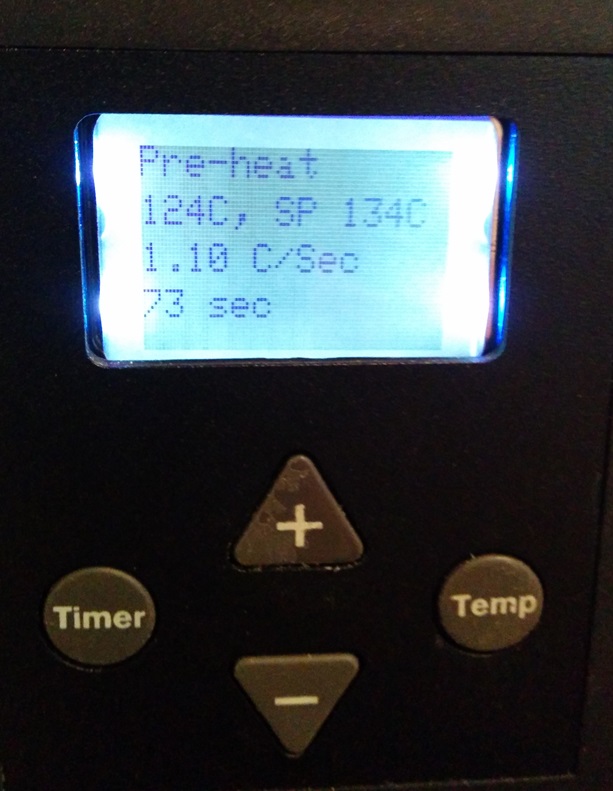 Pre-heat
124C, SP 134C
1.10 C/Sec
73 sec
+
Timer
Temp
−